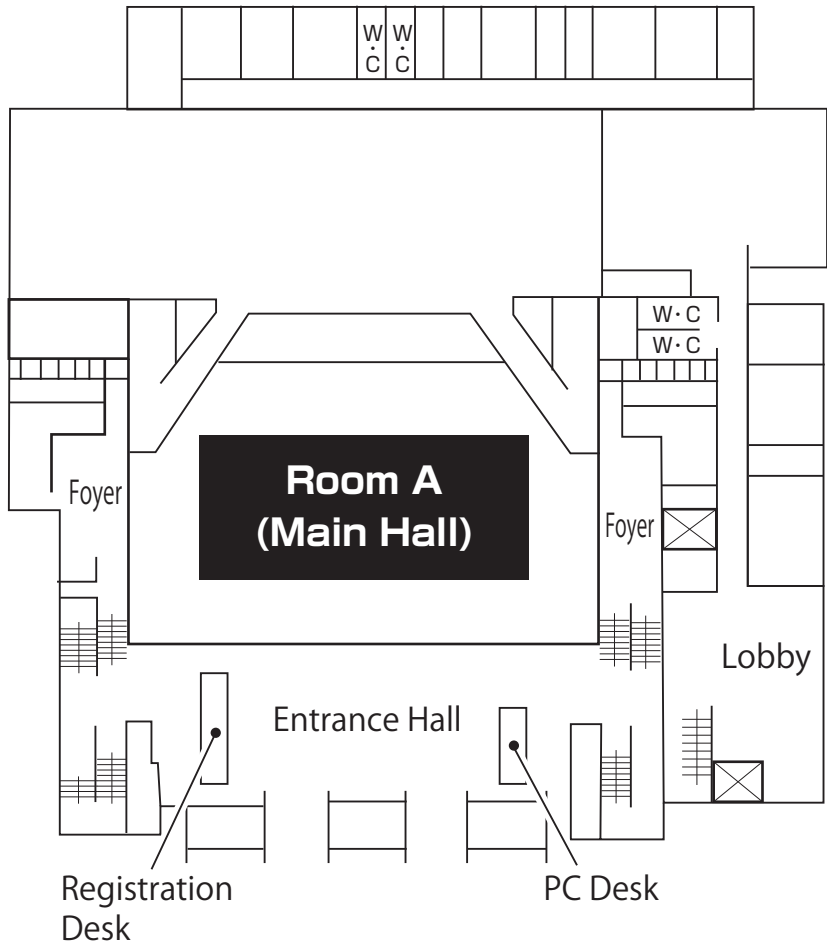 W・C
W・C
W・C
W・C
Room A
(Main Hall)
Foyer
Foyer
Lobby
Entrance Hall
Registration
Desk
PC Desk